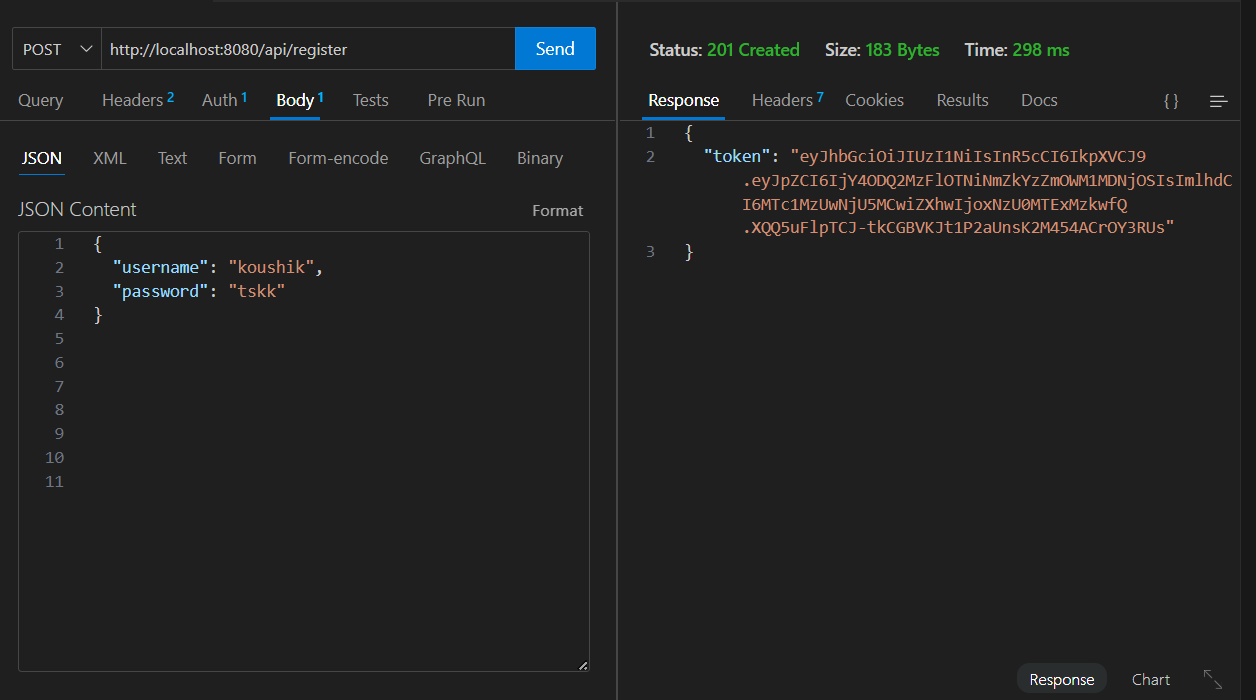 POST http://localhost:8080/api/register Send
Query Headers 2 Auth 1 Body 1 Tests Pre Run
JSON XML Text Form Form-encode GraphQL Binary
JSON Content Format
1 {
2 "username": "koushik",
3 "password": "tskk"
4 }
5
6
7
8
9
10
11
Status: 201 Created Size: 183 Bytes Time: 298 ms
Response Headers 7 Cookies Results Docs { }
1 {
2 "token": "eyJhbGciOiJIUzI1NiIsInR5cCI6IkpXVCJ9
.eyJpZCI6IjY4ODQ2MzFlOTNiNmZkYzZmOWM1MDNjOSIsImlhdC
I6MTc1MzUwNjU5MCwiZXhwIjoxNzU0MTExMzkwfQ
.XQQ5uFlpTCJ-tkCGBVKJt1P2aUnsK2M454ACrOY3RUs"
3 }
Response Chart